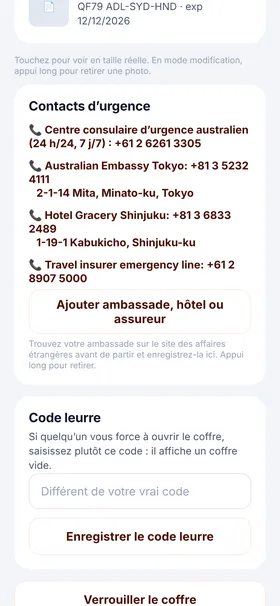 QF79 ADL-SYD-HND · exp
12/12/2026
Touchez pour voir en taille réelle. En mode modification,
appui long pour retirer une photo.
Contacts d’urgence
📞 Centre consulaire d’urgence australien
(24 h/24, 7 j/7) : +61 2 6261 3305
📞 Australian Embassy Tokyo: +81 3 5232
4111
2-1-14 Mita, Minato-ku, Tokyo
📞 Hotel Gracery Shinjuku: +81 3 6833
2489
1-19-1 Kabukicho, Shinjuku-ku
📞 Travel insurer emergency line: +61 2
8907 5000
Ajouter ambassade, hôtel ou
assureur
Trouvez votre ambassade sur le site des affaires
étrangères avant de partir et enregistrez-la ici. Appui
long pour retirer.
Code leurre
Si quelqu’un vous force à ouvrir le coffre,
saisissez plutôt ce code : il affiche un coffre
vide.
Différent de votre vrai code
Enregistrer le code leurre
Verrouiller le coffre